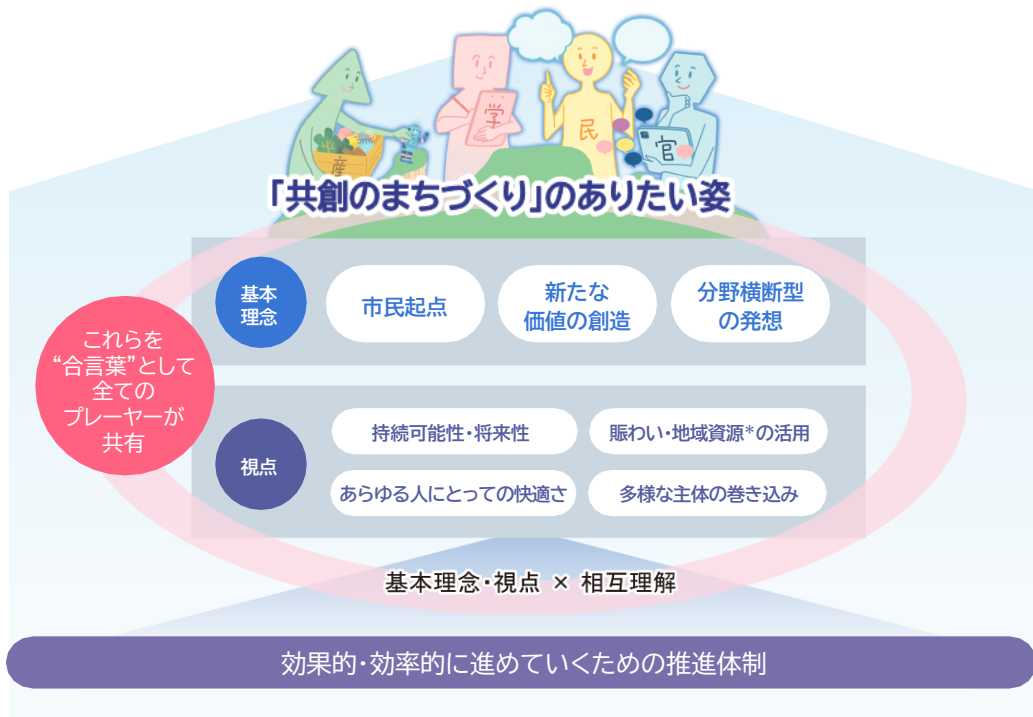 産
学
民
官
「共創のまちづくり」のありたい姿
基本
理念
市民起点
新たな
価値の創造
分野横断型
の発想
これらを
“合言葉”として
全ての
プレーヤーが
共有
視点
持続可能性・将来性
賑わい・地域資源*の活用
あらゆる人にとっての快適さ
多様な主体の巻き込み
基本理念・視点 × 相互理解
効果的・効率的に進めていくための推進体制